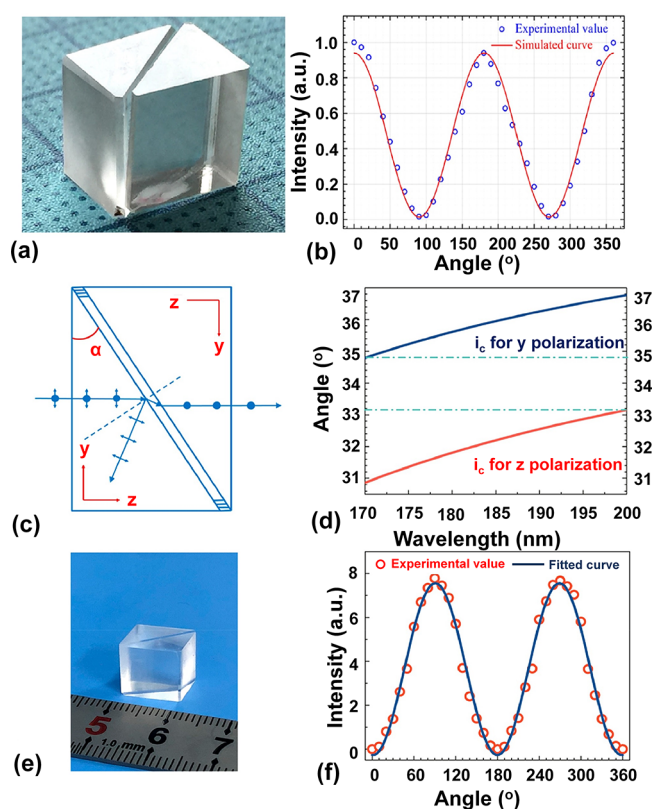 (a)
Experimental value
Simulated curve
Intensity (a.u.)
1.0
0.8
0.6
0.4
0.2
0.0
0 50 100 150 200 250 300 350
Angle (o)
(b)
z
y
α
y
z
(c)
37
36
35
34
33
32
31
Angle (°)
ic for y polarization
ic for z polarization
37
36
35
34
33
32
31
170 175 180 185 190 195 200
Wavelength (nm)
(d)
5 6 7
1.0 mm
(e)
Experimental value Fitted curve
Intensity (a.u.)
8
6
4
2
0
0 60 120 180 240 300 360
Angle (°)
(f)